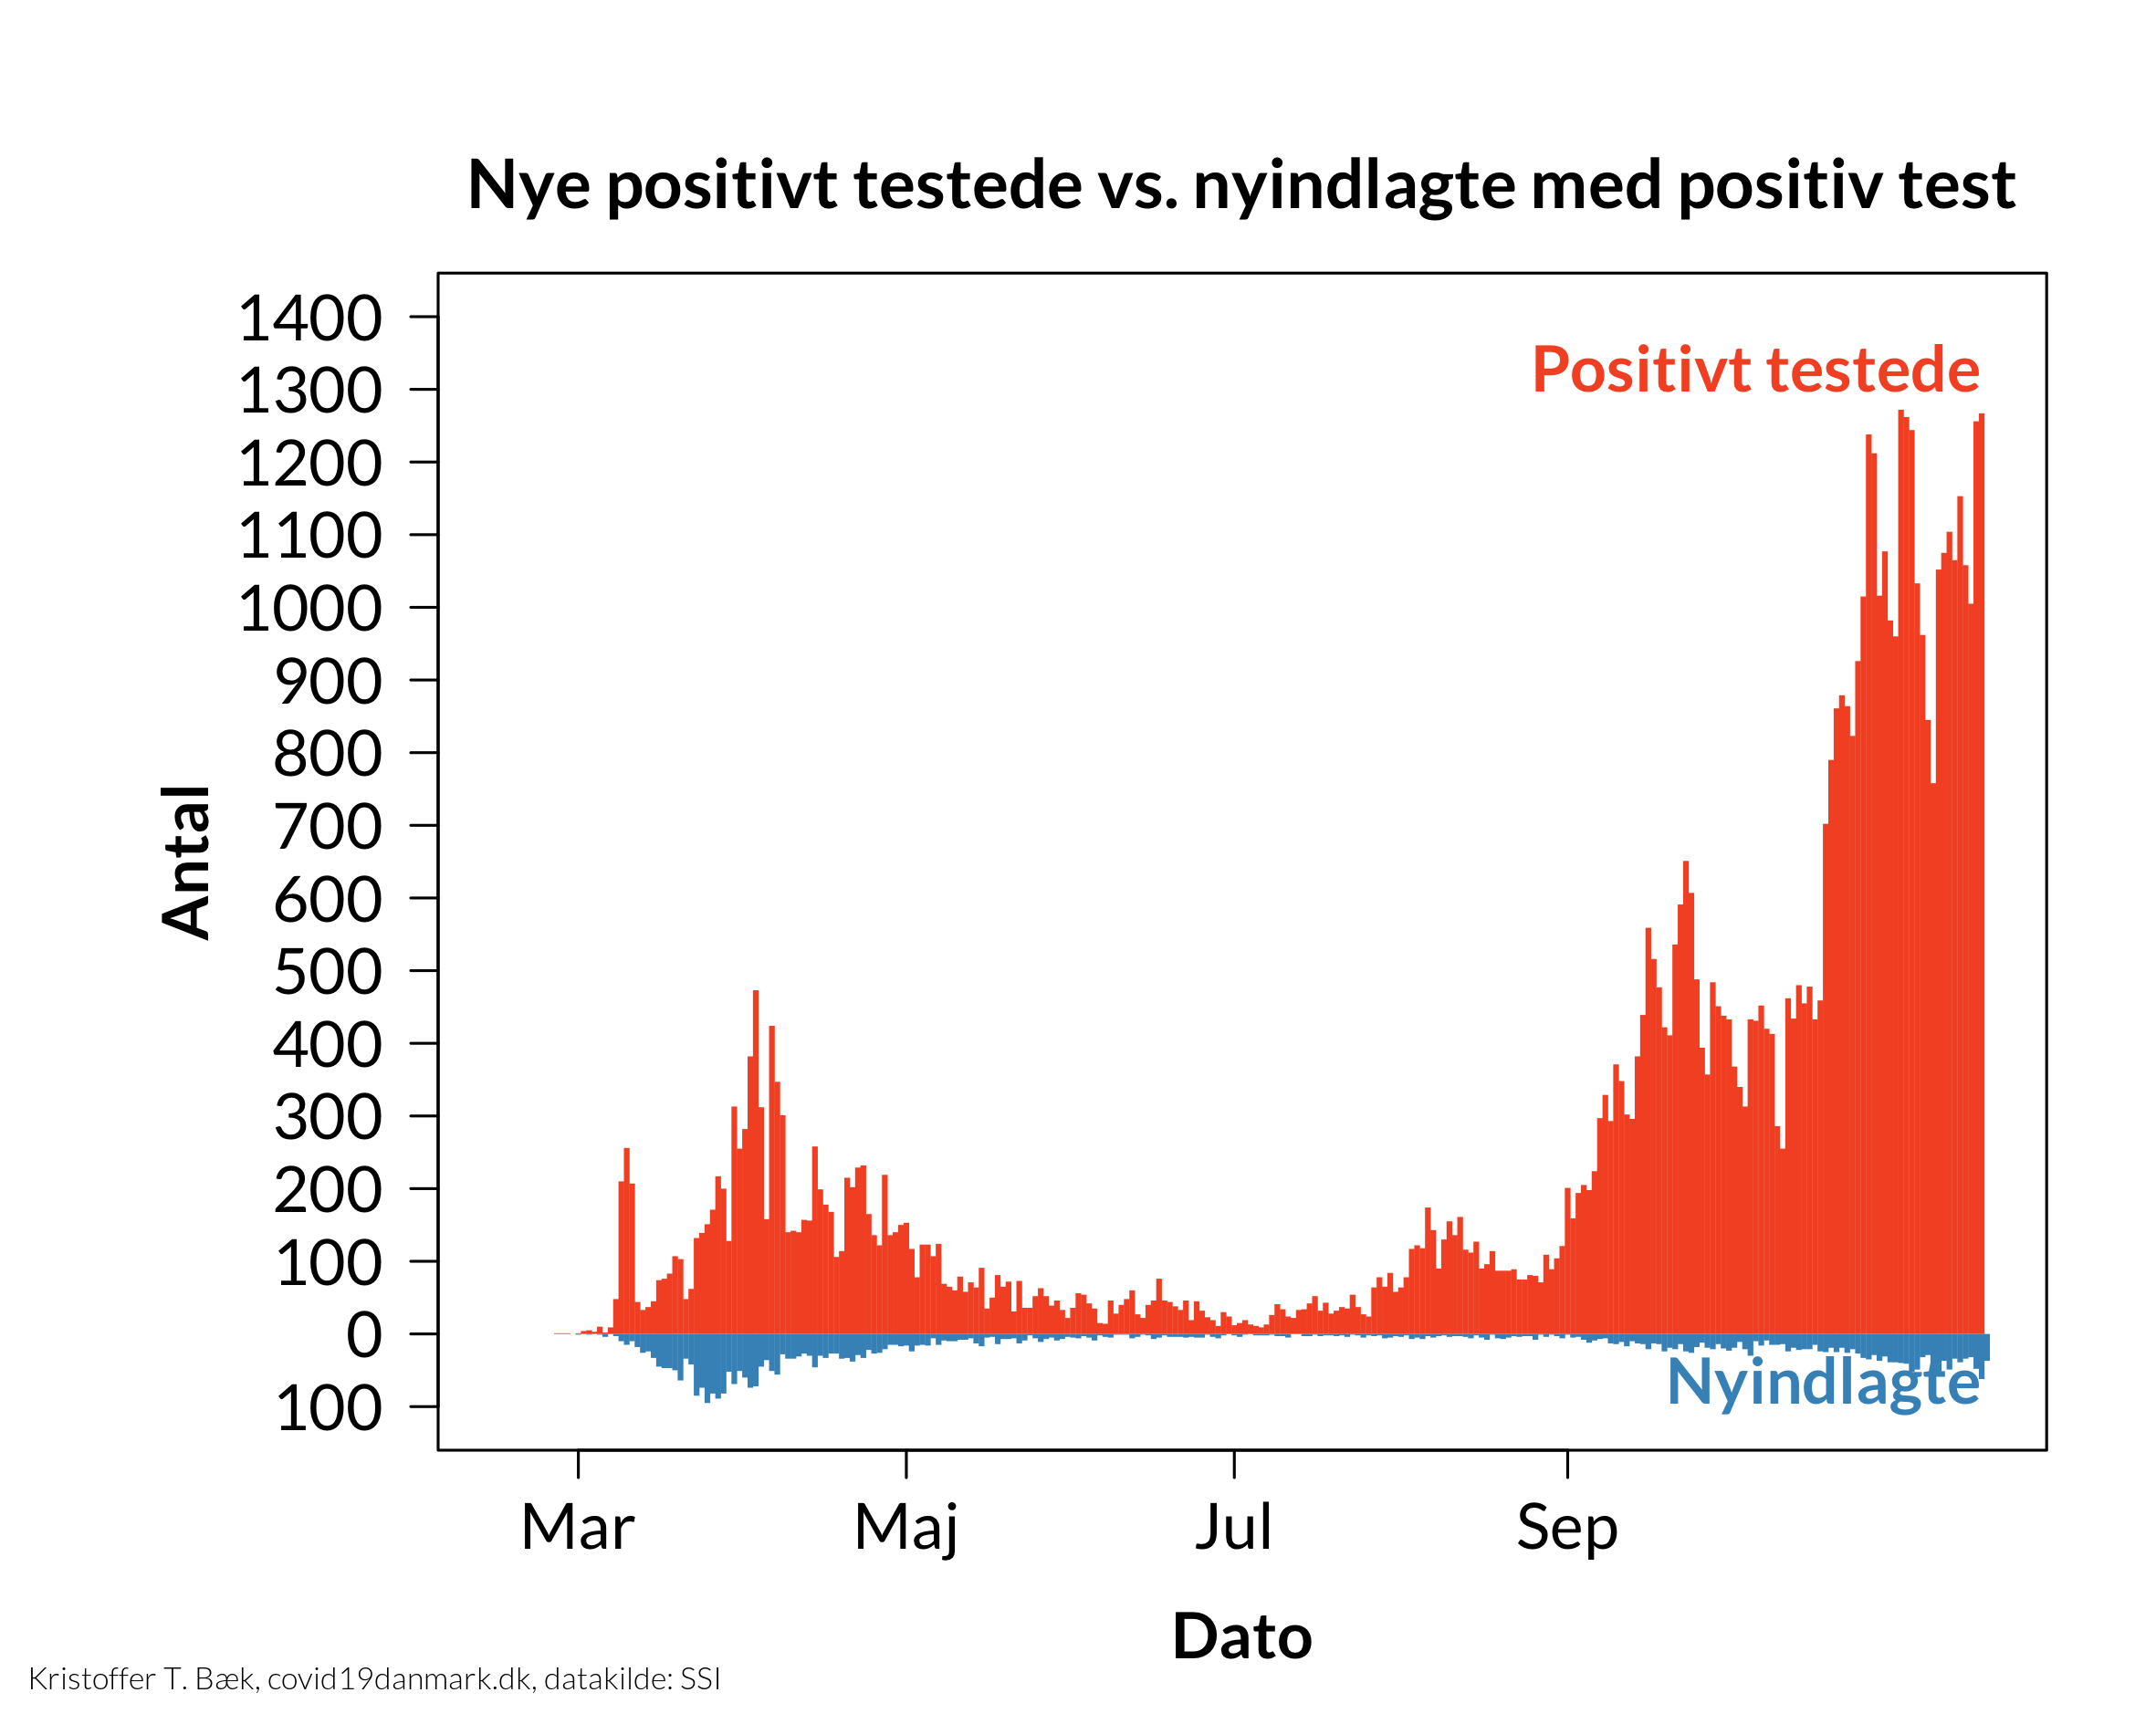 Nye positivt testede vs. nyindlagte med positiv test
Positivt testede
1400
1300
1200
1100
1000
900
800
700
600
500
400
300
200
100
0
100
Antal
Nyindlagte
Mar
Maj
Jul
Sep
Dato
Kristoffer T. Bæk, covid19danmark.dk, datakilde: SSI